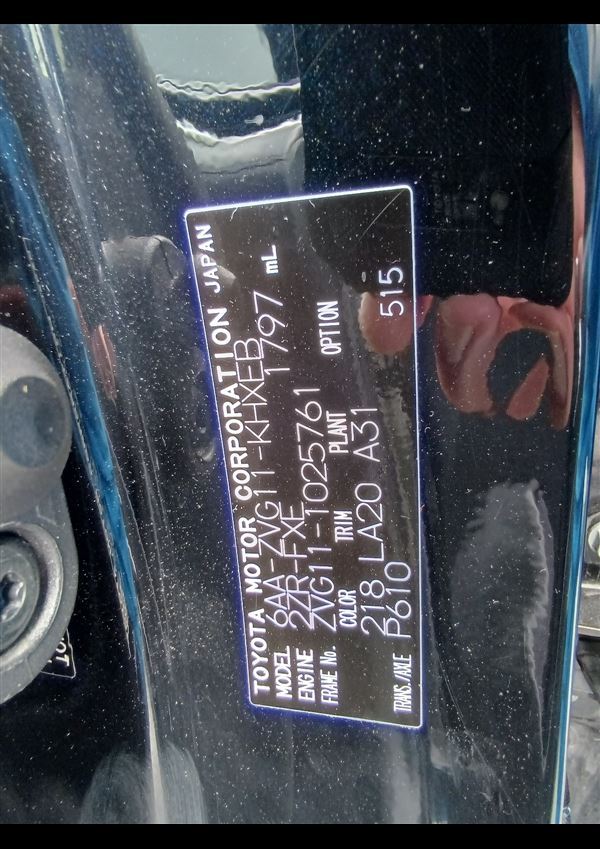 TOYOTA MOTOR CORPORATION JAPAN
MODEL 6AA-ZVG11-KHXEB
ENGINE 2ZR-FXE 1797 mL
FRAME No. ZVG11-1025761
COLOR TRIM PLANT OPTION
218 LA20 A31
TRANS./AXLE P610 515